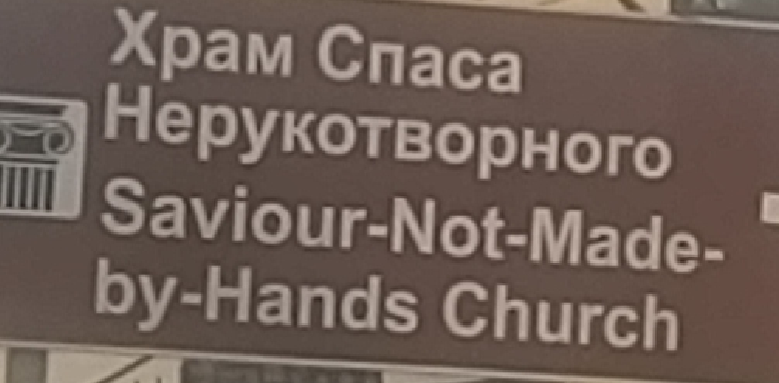 Храм Спаса
Нерукотворного
Saviour-Not-Made-
by-Hands Church